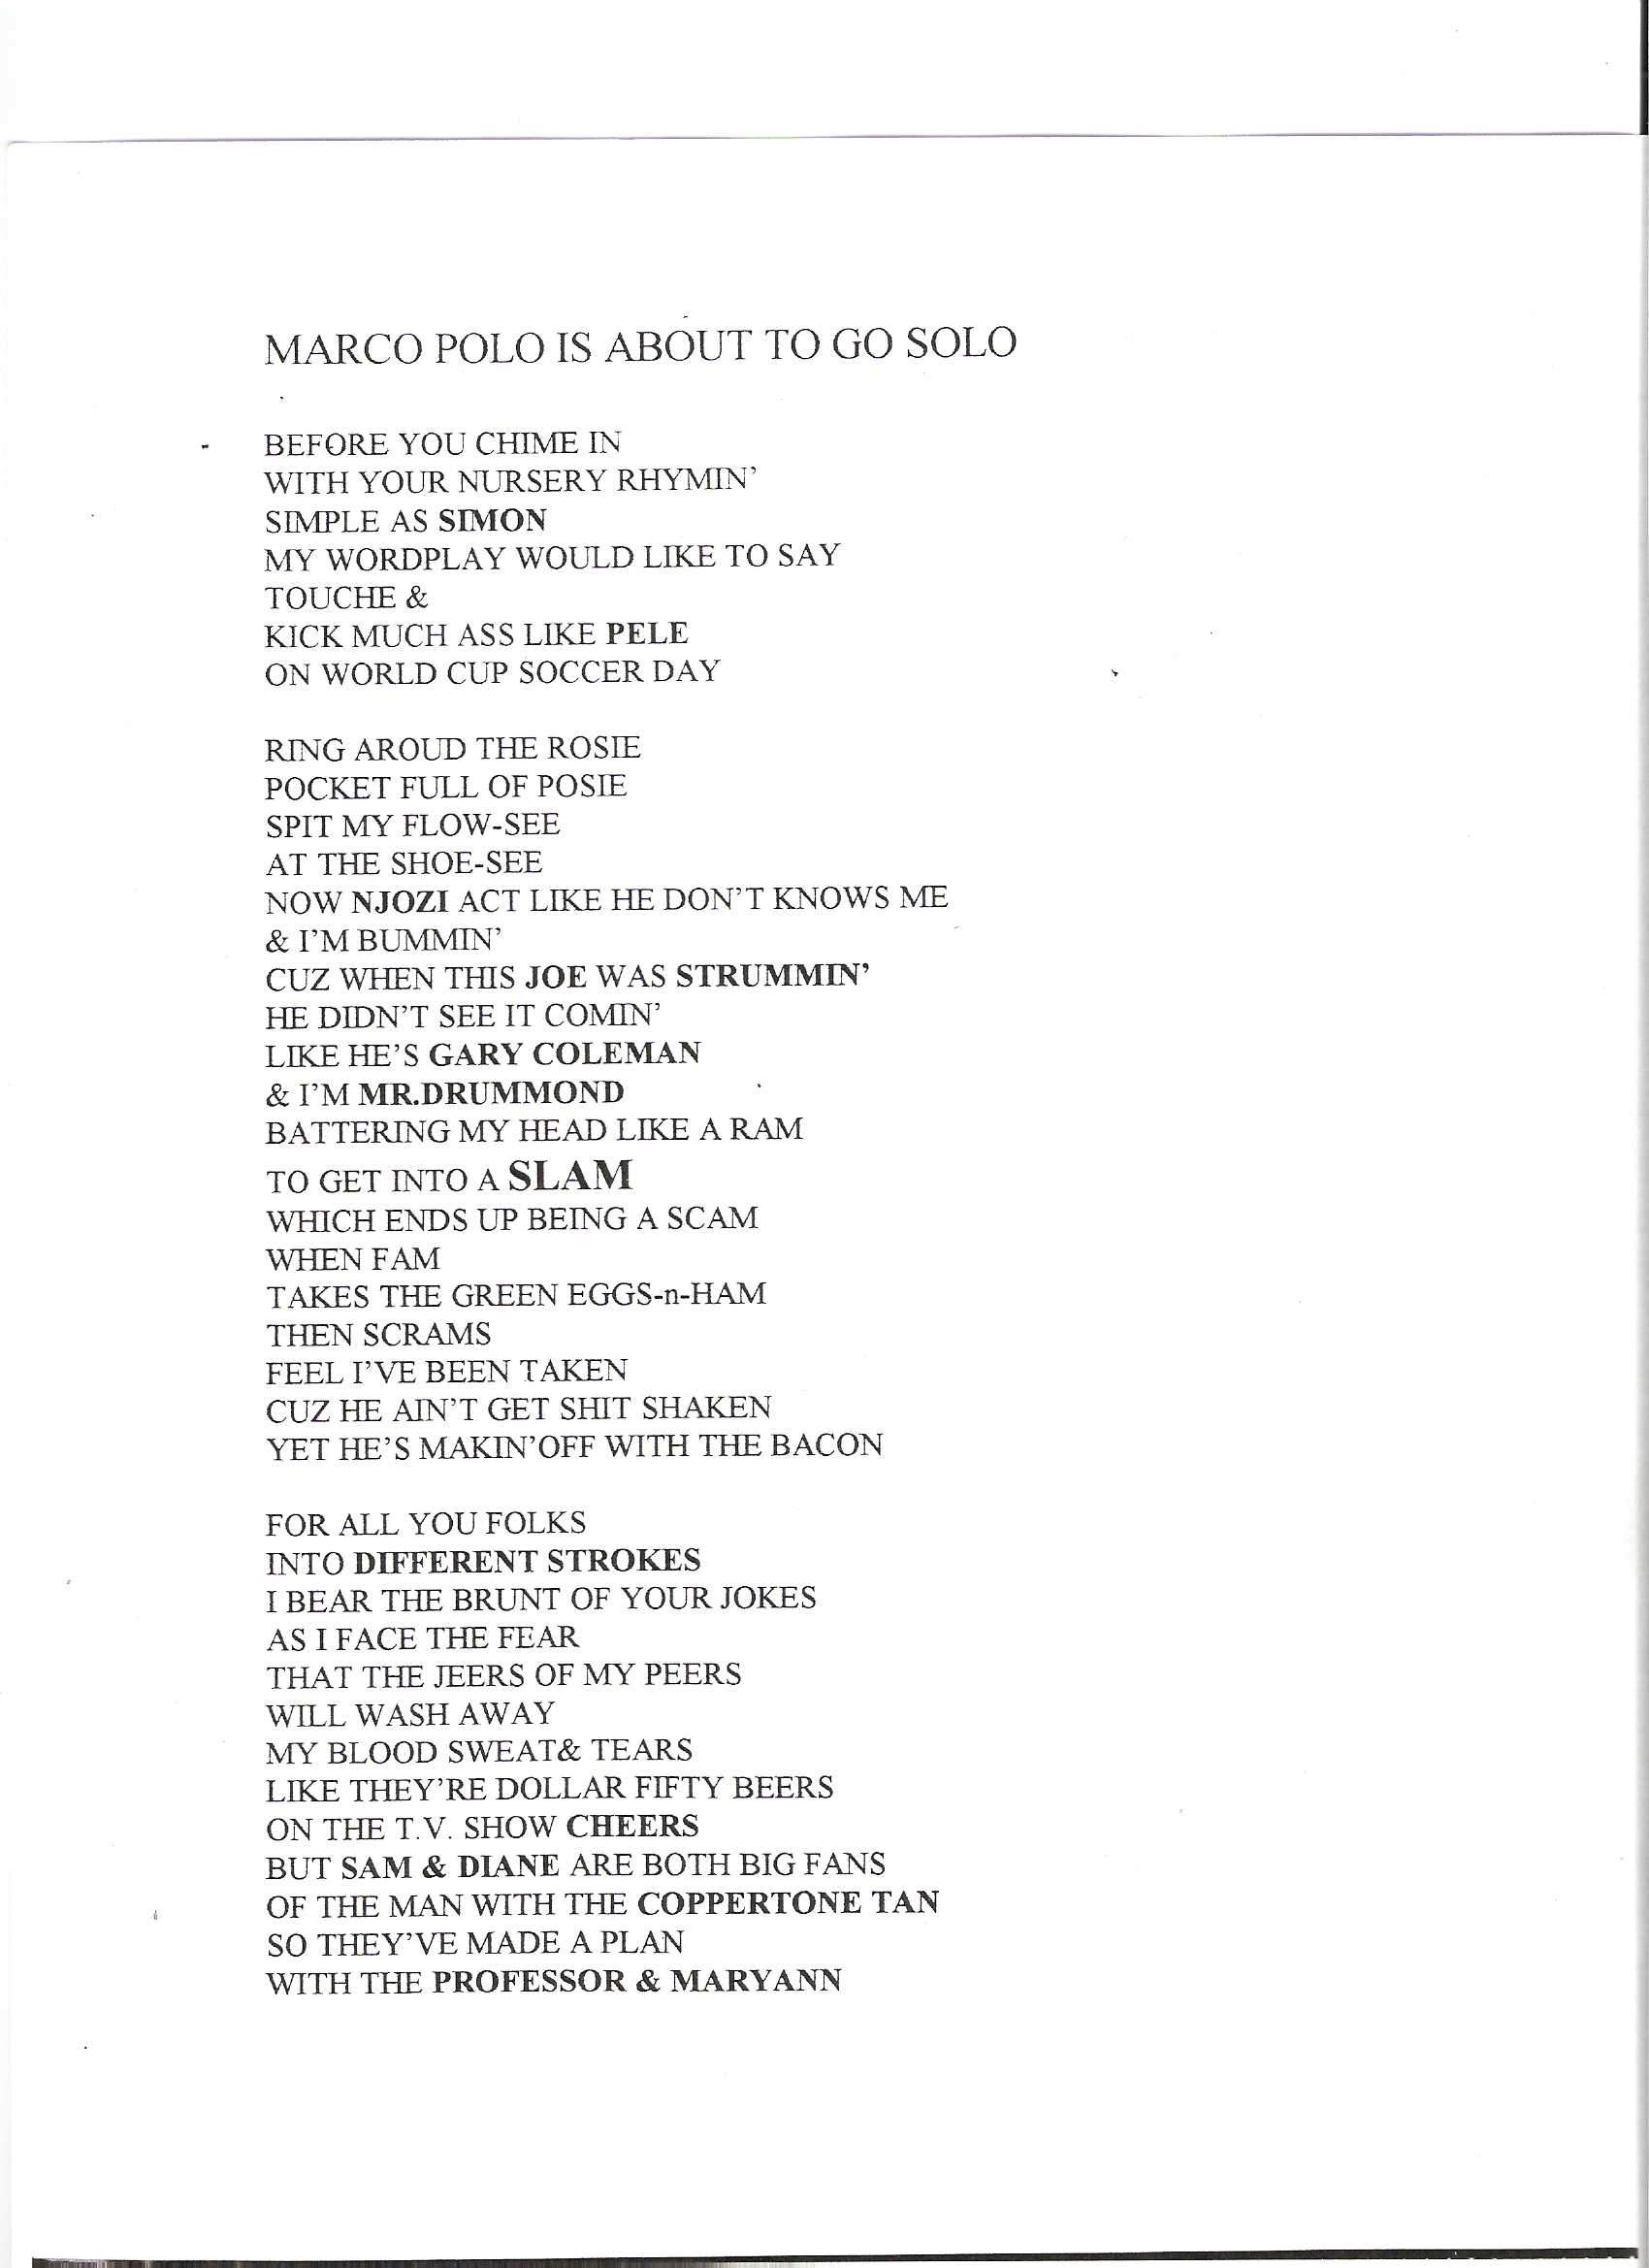 MARCO POLO IS ABOUT TO GO SOLO
BEFORE YOU CHIME IN
WITH YOUR NURSERY RHYMIN'
SIMPLE AS SIMON
MY WORDPLAY WOULD LIKE TO SAY
TOUCHE &
KICK MUCH ASS LIKE PELE
ON WORLD CUP SOCCER DAY
RING AROUD THE ROSIE
POCKET FULL OF POSIE
SPIT MY FLOW-SEE
AT THE SHOE-SEE
NOW NJOZI ACT LIKE HE DON'T KNOWS ME
& I'M BUMMIN'
CUZ WHEN THIS JOE WAS STRUMMIN'
HE DIDN'T SEE IT COMIN'
LIKE HE'S GARY COLEMAN
& I'M MR.DRUMMOND
BATTERING MY HEAD LIKE A RAM
TO GET INTO A SLAM
WHICH ENDS UP BEING A SCAM
WHEN FAM
TAKES THE GREEN EGGS-n-HAM
THEN SCRAMS
FEEL I'VE BEEN TAKEN
CUZ HE AIN'T GET SHIT SHAKEN
YET HE'S MAKIN'OFF WITH THE BACON
FOR ALL YOU FOLKS
INTO DIFFERENT STROKES
I BEAR THE BRUNT OF YOUR JOKES
AS I FACE THE FEAR
THAT THE JEERS OF MY PEERS
WILL WASH AWAY
MY BLOOD SWEAT& TEARS
LIKE THEY'RE DOLLAR FIFTY BEERS
ON THE T.V. SHOW CHEERS
BUT SAM & DIANE ARE BOTH BIG FANS
OF THE MAN WITH THE COPPERTONE TAN
SO THEY'VE MADE A PLAN
WITH THE PROFESSOR & MARYANN